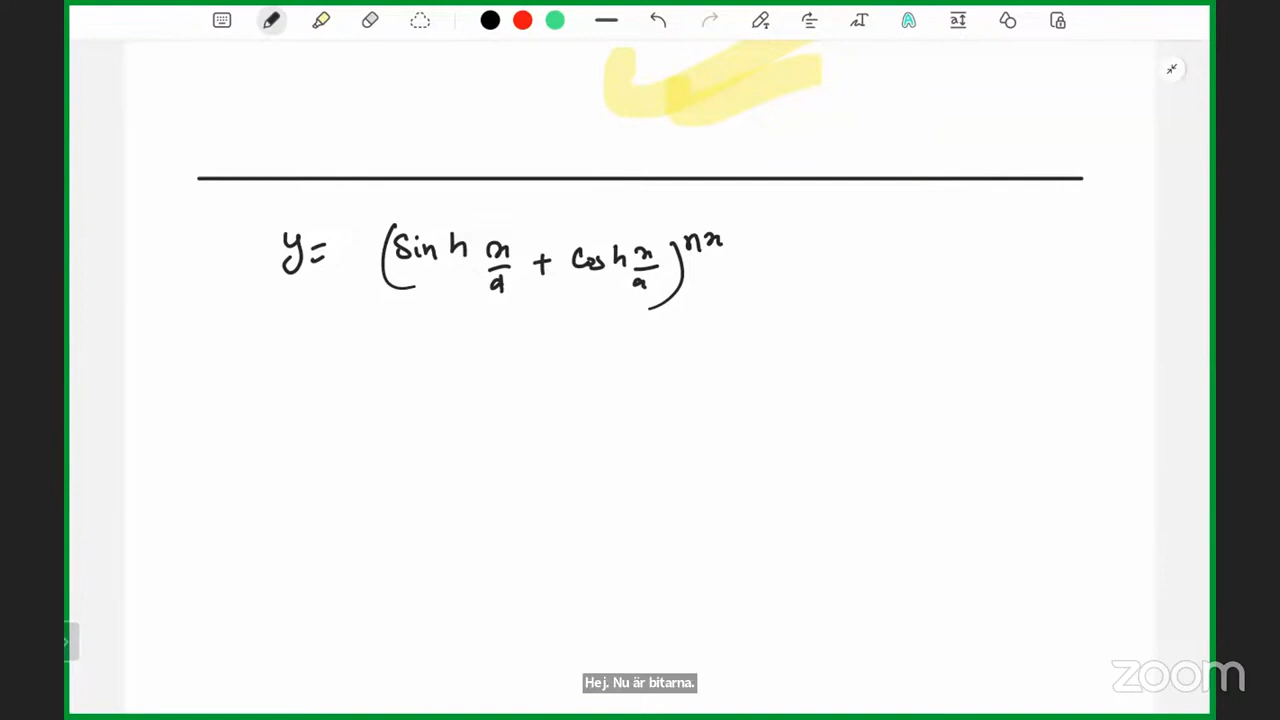 y = (sin h x/a + cos h x/a)^nx
Hej. Nu är bitarna.
zoom